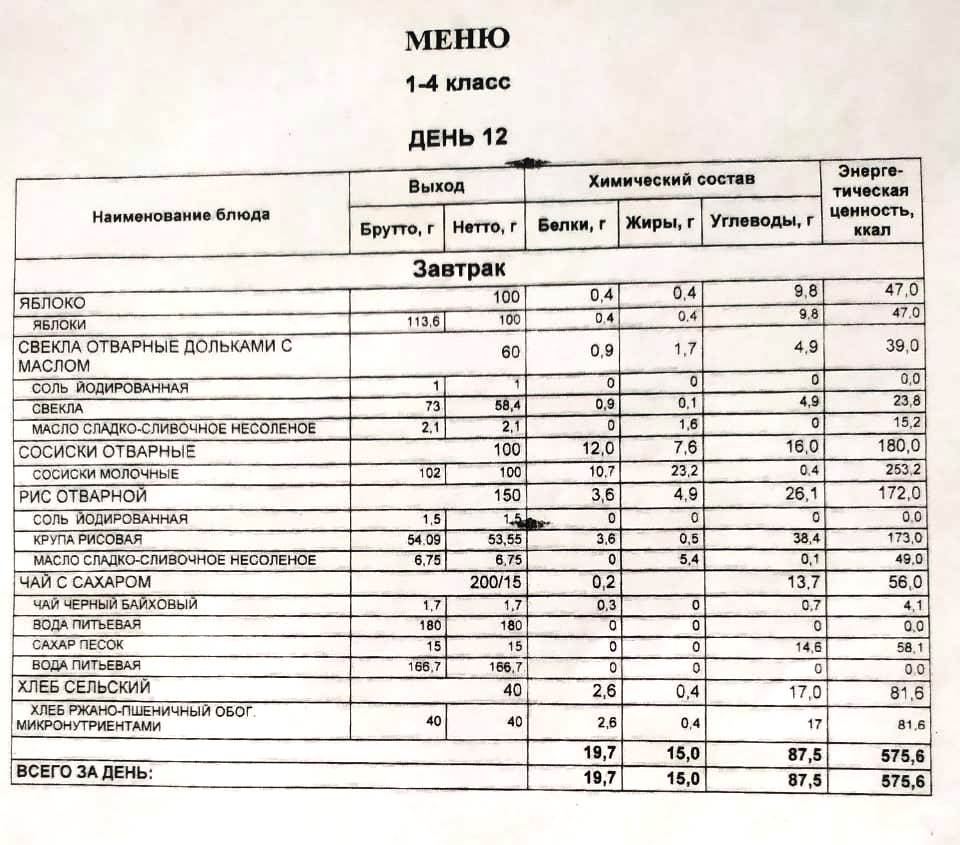 МЕНЮ
1-4 класс
ДЕНЬ 12
Наименование блюда Выход Химический состав Энерге-тическая ценность, ккал
Брутто, г Нетто, г Белки, г Жиры, г Углеводы, г
Завтрак
ЯБЛОКО 100 0,4 0,4 9,8 47,0
ЯБЛОКИ 113,6 100 0,4 0,4 9,8 47,0
СВЕКЛА ОТВАРНЫЕ ДОЛЬКАМИ С
МАСЛОМ 60 0,9 1,7 4,9 39,0
СОЛЬ ЙОДИРОВАННАЯ 1 1 0 0 0 0,0
СВЕКЛА 73 58,4 0,9 0,1 4,9 23,8
МАСЛО СЛАДКО-СЛИВОЧНОЕ НЕСОЛЕНОЕ 2,1 2,1 0 1,6 0 15,2
СОСИСКИ ОТВАРНЫЕ 100 12,0 7,6 16,0 180,0
СОСИСКИ МОЛОЧНЫЕ 102 100 10,7 23,2 0,4 253,2
РИС ОТВАРНОЙ 150 3,6 4,9 26,1 172,0
СОЛЬ ЙОДИРОВАННАЯ 1,5 1,5 0 0 0 0,0
КРУПА РИСОВАЯ 54.09 53,55 3,6 0,5 38,4 173,0
МАСЛО СЛАДКО-СЛИВОЧНОЕ НЕСОЛЕНОЕ 6,75 6,75 0 5,4 0,1 49,0
ЧАЙ С САХАРОМ 200/15 0,2 13,7 56,0
ЧАЙ ЧЕРНЫЙ БАЙХОВЫЙ 1,7 1,7 0,3 0 0,7 4,1
ВОДА ПИТЬЕВАЯ 180 180 0 0 0 0,0
САХАР ПЕСОК 15 15 0 0 14,6 58,1
ВОДА ПИТЬЕВАЯ 166,7 166,7 0 0 0 0,0
ХЛЕБ СЕЛЬСКИЙ 40 2,6 0,4 17,0 81,6
ХЛЕБ РЖАНО-ПШЕНИЧНЫЙ ОБОГ.
МИКРОНУТРИЕНТАМИ 40 40 2,6 0,4 17 81,6
19,7 15,0 87,5 575,6
ВСЕГО ЗА ДЕНЬ: 19,7 15,0 87,5 575,6